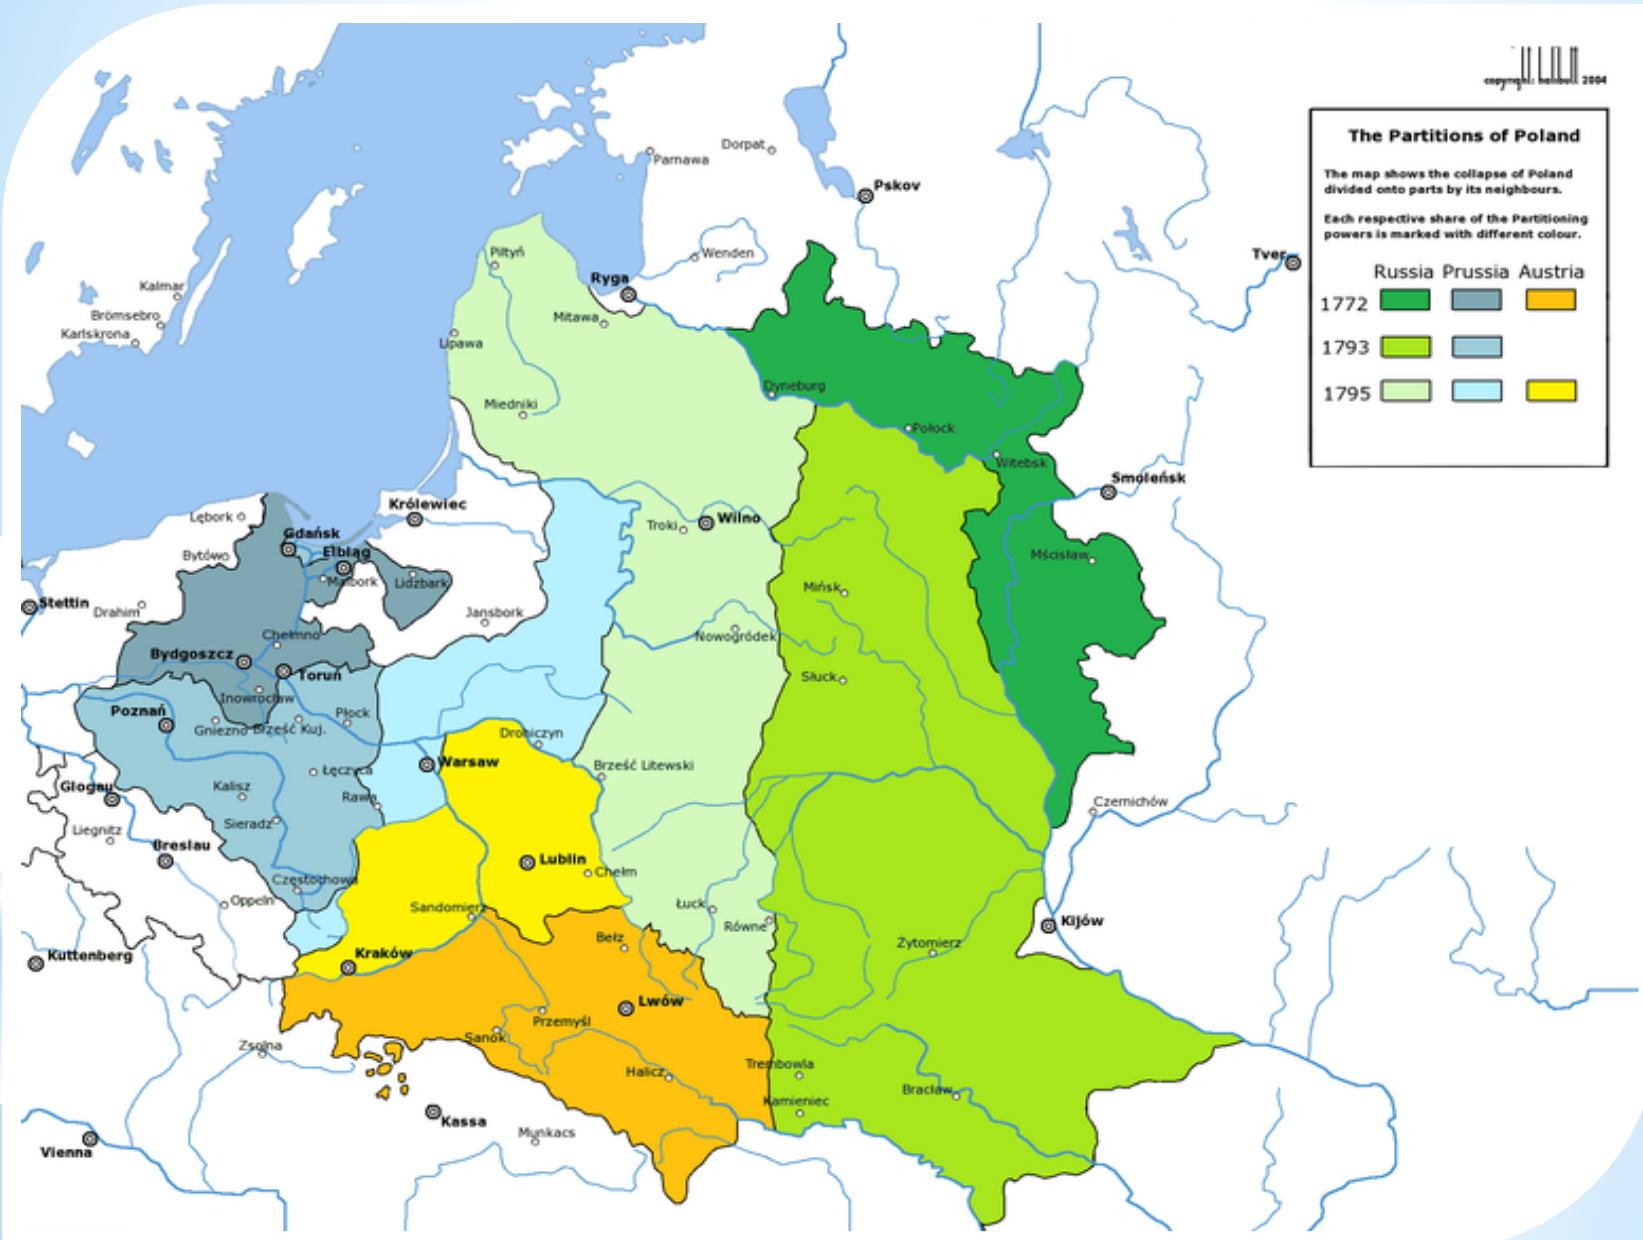 copyright: halibutt 2004
The Partitions of Poland
The map shows the collapse of Poland
divided onto parts by its neighbours.
Each respective share of the Partitioning
powers is marked with different colour.
Russia Prussia Austria
1772
1793
1795
Parnawa
Dorpat
Pskov
Tver
Piltyń
Wenden
Ryga
Kalmar
Brömsebro
Karlskrona
Mitawa
Lipawa
Dyneburg
Miedniki
Połock
Witebsk
Smoleńsk
Królewiec
Lębork
Gdańsk
Elbląg
Troki
Wilno
Bytów
Malbork
Lidzbark
Mścisław
Stettin
Drahim
Jansbork
Mińsk
Chełmno
Nowogródek
Bydgoszcz
Toruń
Słuck
Inowrocław
Poznań
Płock
Gniezno
Brześć Kuj.
Drohiczyn
Warsaw
Brześć Litewski
Łęczyca
Glogau
Kalisz
Rawa
Czernichów
Sieradz
Liegnitz
Breslau
Lublin
Chełm
Częstochowa
Oppeln
Sandomierz
Łuck
Równe
Kijów
Bełz
Żytomierz
Kuttenberg
Kraków
Lwów
Przemyśl
Sanok
Zsolna
Halicz
Trembowla
Bracław
Kamieniec
Kassa
Munkacs
Vienna